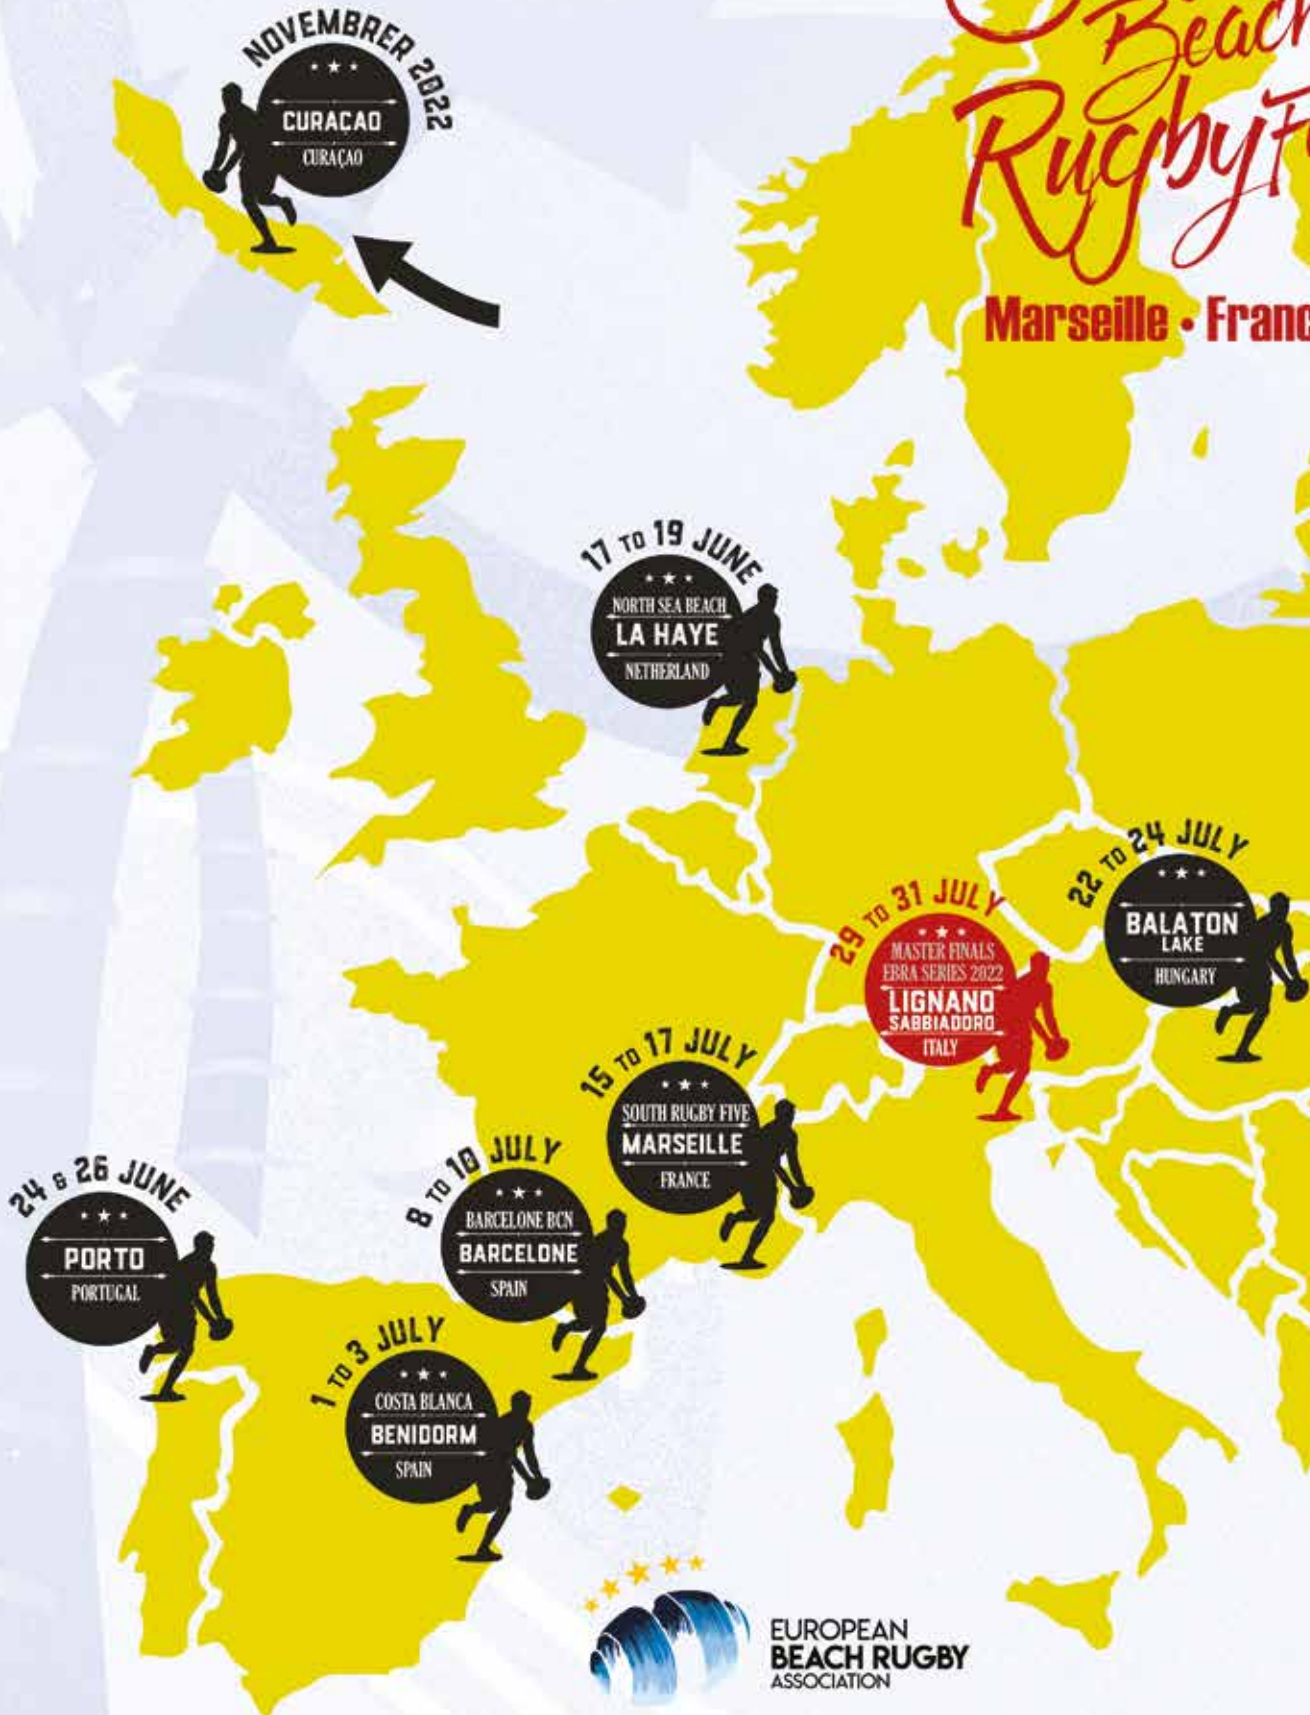 NOVEMBRER 2022
CURAÇAO
CURAÇAO
Beach
Rugby
Marseille • Franc
17 TO 19 JUNE
NORTH SEA BEACH
LA HAYE
NETHERLAND
22 TO 24 JULY
BALATON
LAKE
HUNGARY
29 TO 31 JULY
MASTER FINALS
EBRA SERIES 2022
LIGNANO
SABBIADORO
ITALY
15 TO 17 JULY
SOUTH RUGBY FIVE
MARSEILLE
FRANCE
8 TO 10 JULY
BARCELONE BCN
BARCELONE
SPAIN
24 & 26 JUNE
PORTO
PORTUGAL
1 TO 3 JULY
COSTA BLANCA
BENIDORM
SPAIN
EUROPEAN
BEACH RUGBY
ASSOCIATION